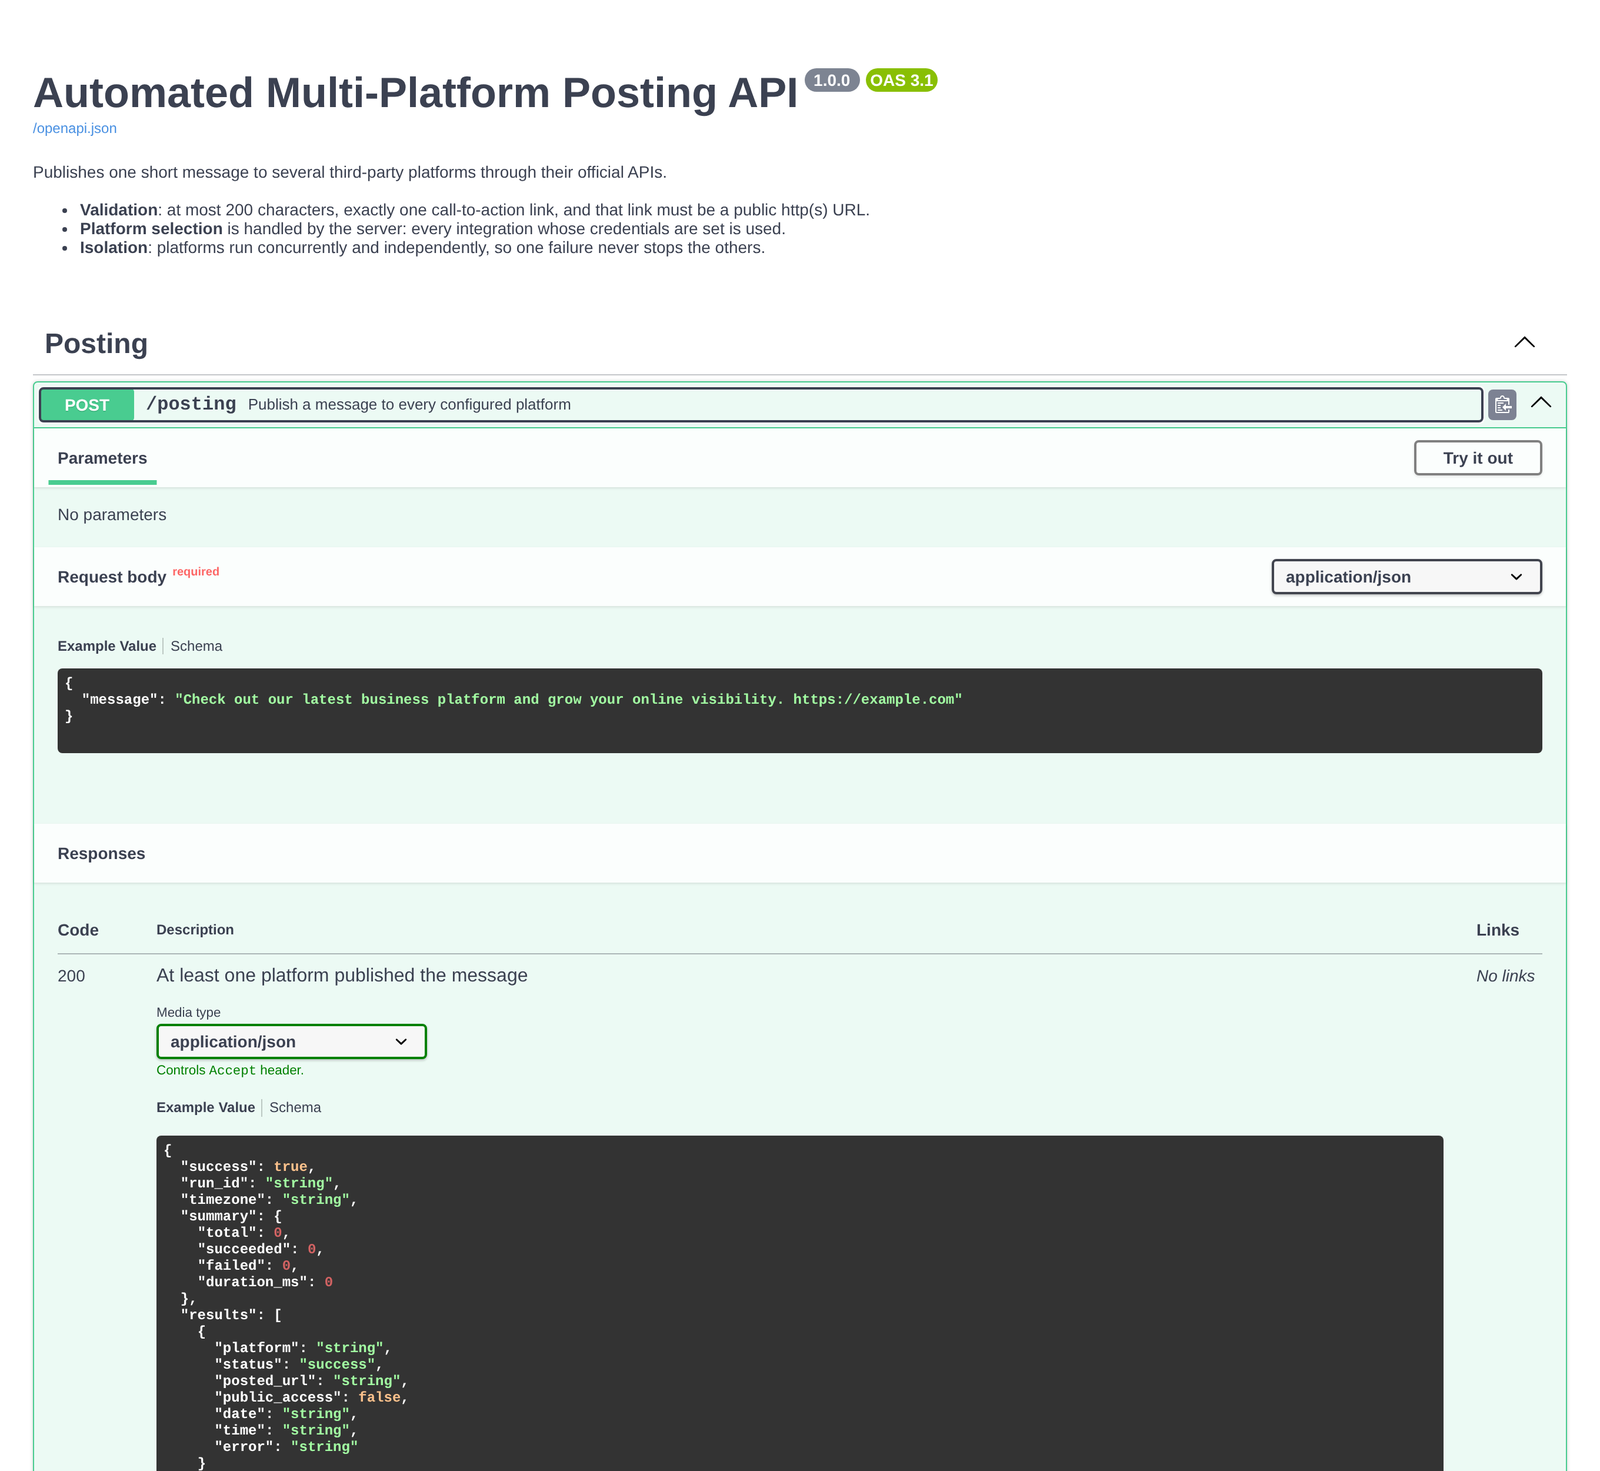 Automated Multi-Platform Posting API 1.0.0 OAS 3.1
/openapi.json
Publishes one short message to several third-party platforms through their official APIs.
• Validation: at most 200 characters, exactly one call-to-action link, and that link must be a public http(s) URL.
• Platform selection is handled by the server: every integration whose credentials are set is used.
• Isolation: platforms run concurrently and independently, so one failure never stops the others.
Posting
POST /posting Publish a message to every configured platform
Parameters Try it out
No parameters
Request body required application/json
Example Value Schema
{
  "message": "Check out our latest business platform and grow your online visibility. https://example.com"
}
Responses
Code Description Links
200 At least one platform published the message No links
Media type
application/json
Controls Accept header.
Example Value Schema
{
  "success": true,
  "run_id": "string",
  "timezone": "string",
  "summary": {
    "total": 0,
    "succeeded": 0,
    "failed": 0,
    "duration_ms": 0
  },
  "results": [
    {
      "platform": "string",
      "status": "success",
      "posted_url": "string",
      "public_access": false,
      "date": "string",
      "time": "string",
      "error": "string"
    }